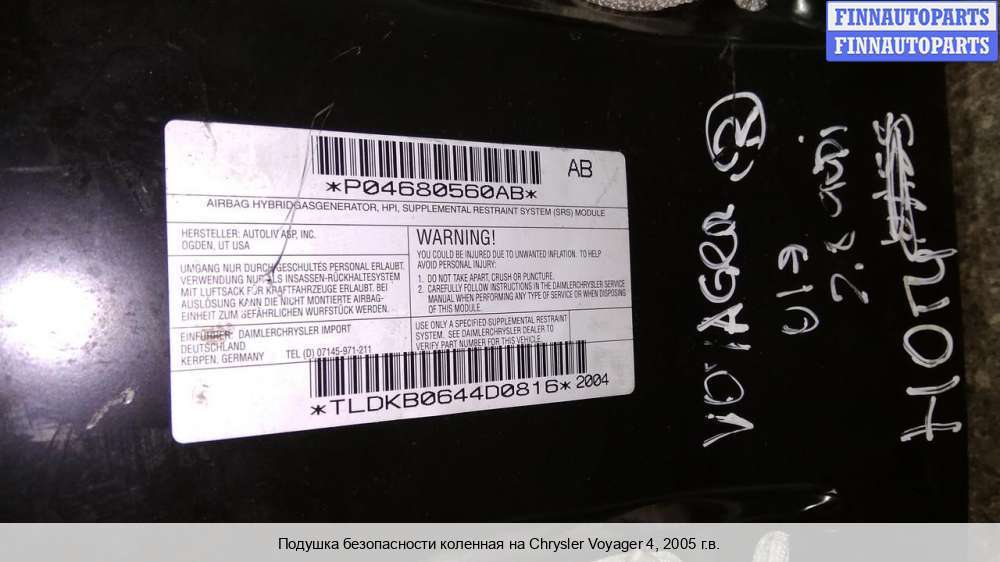 FINNAUTOPARTS
FINNAUTOPARTS
*P04680560AB*
AB
AIRBAG HYBRIDGASGENERATOR, HPI, SUPPLEMENTAL RESTRAINT SYSTEM (SRS) MODULE
HERSTELLER: AUTOLIV ASP, INC.
OGDEN, UT USA
UMGANG NUR DURCH GESCHULTES PERSONAL ERLAUBT.
VERWENDUNG NUR ALS INSASSEN-RÜCKHALTESYSTEM
MIT LUFTSACK FÜR KRAFTFAHRZEUGE ERLAUBT. BEI
AUSLÖSUNG KANN DIE NICHT MONTIERTE AIRBAG-
EINHEIT ZUM GEFÄHRLICHEN WURFSTÜCK WERDEN.
EINFÜHRER: DAIMLERCHRYSLER IMPORT
DEUTSCHLAND
KERPEN, GERMANY
TEL (D) 07145-971-211
WARNING!
YOU COULD BE INJURED DUE TO UNWANTED INFLATION. TO HELP
AVOID PERSONAL INJURY:
1. DO NOT TAKE APART, CRUSH OR PUNCTURE.
2. CAREFULLY FOLLOW INSTRUCTIONS IN THE DAIMLERCHRYSLER SERVICE
MANUAL WHEN PERFORMING ANY TYPE OF SERVICE OR WHEN DISPOSING
OF THIS MODULE.
USE ONLY A SPECIFIED SUPPLEMENTAL RESTRAINT
SYSTEM. SEE DAIMLERCHRYSLER DEALER TO
VERIFY PART NUMBER BEFORE INSTALLATION.
*TLDKB0644D0816*
2004
VOYAGER R
2.8
НОГИ
Подушка безопасности коленная на Chrysler Voyager 4, 2005 г.в.